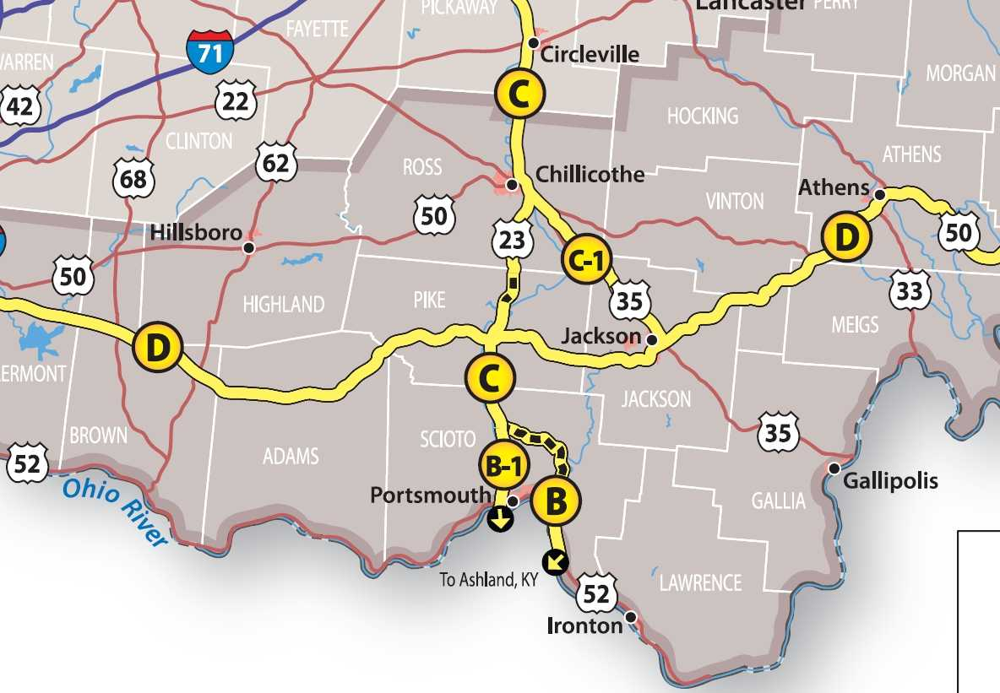 PICKAWAY
Lancaster
PERRY
FAYETTE
71
Circleville
WARREN
MORGAN
42
22
C
HOCKING
CLINTON
62
ROSS
ATHENS
68
Chillicothe
Athens
50
VINTON
Hillsboro
23
D
50
C-1
50
HIGHLAND
PIKE
35
33
Jackson
MEIGS
D
CLERMONT
C
JACKSON
BROWN
SCIOTO
35
ADAMS
52
B-1
Gallipolis
Ohio River
Portsmouth
B
GALLIA
To Ashland, KY
LAWRENCE
52
Ironton